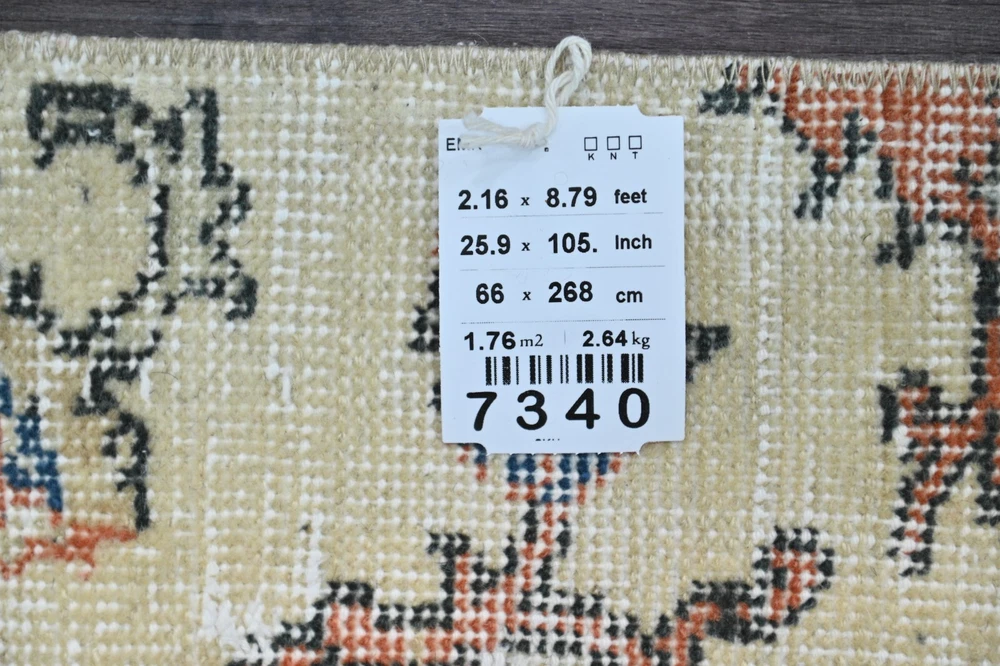 K N T
2.16 x 8.79 feet
25.9 x 105. Inch
66 x 268 cm
1.76 m2 2.64 kg
7340